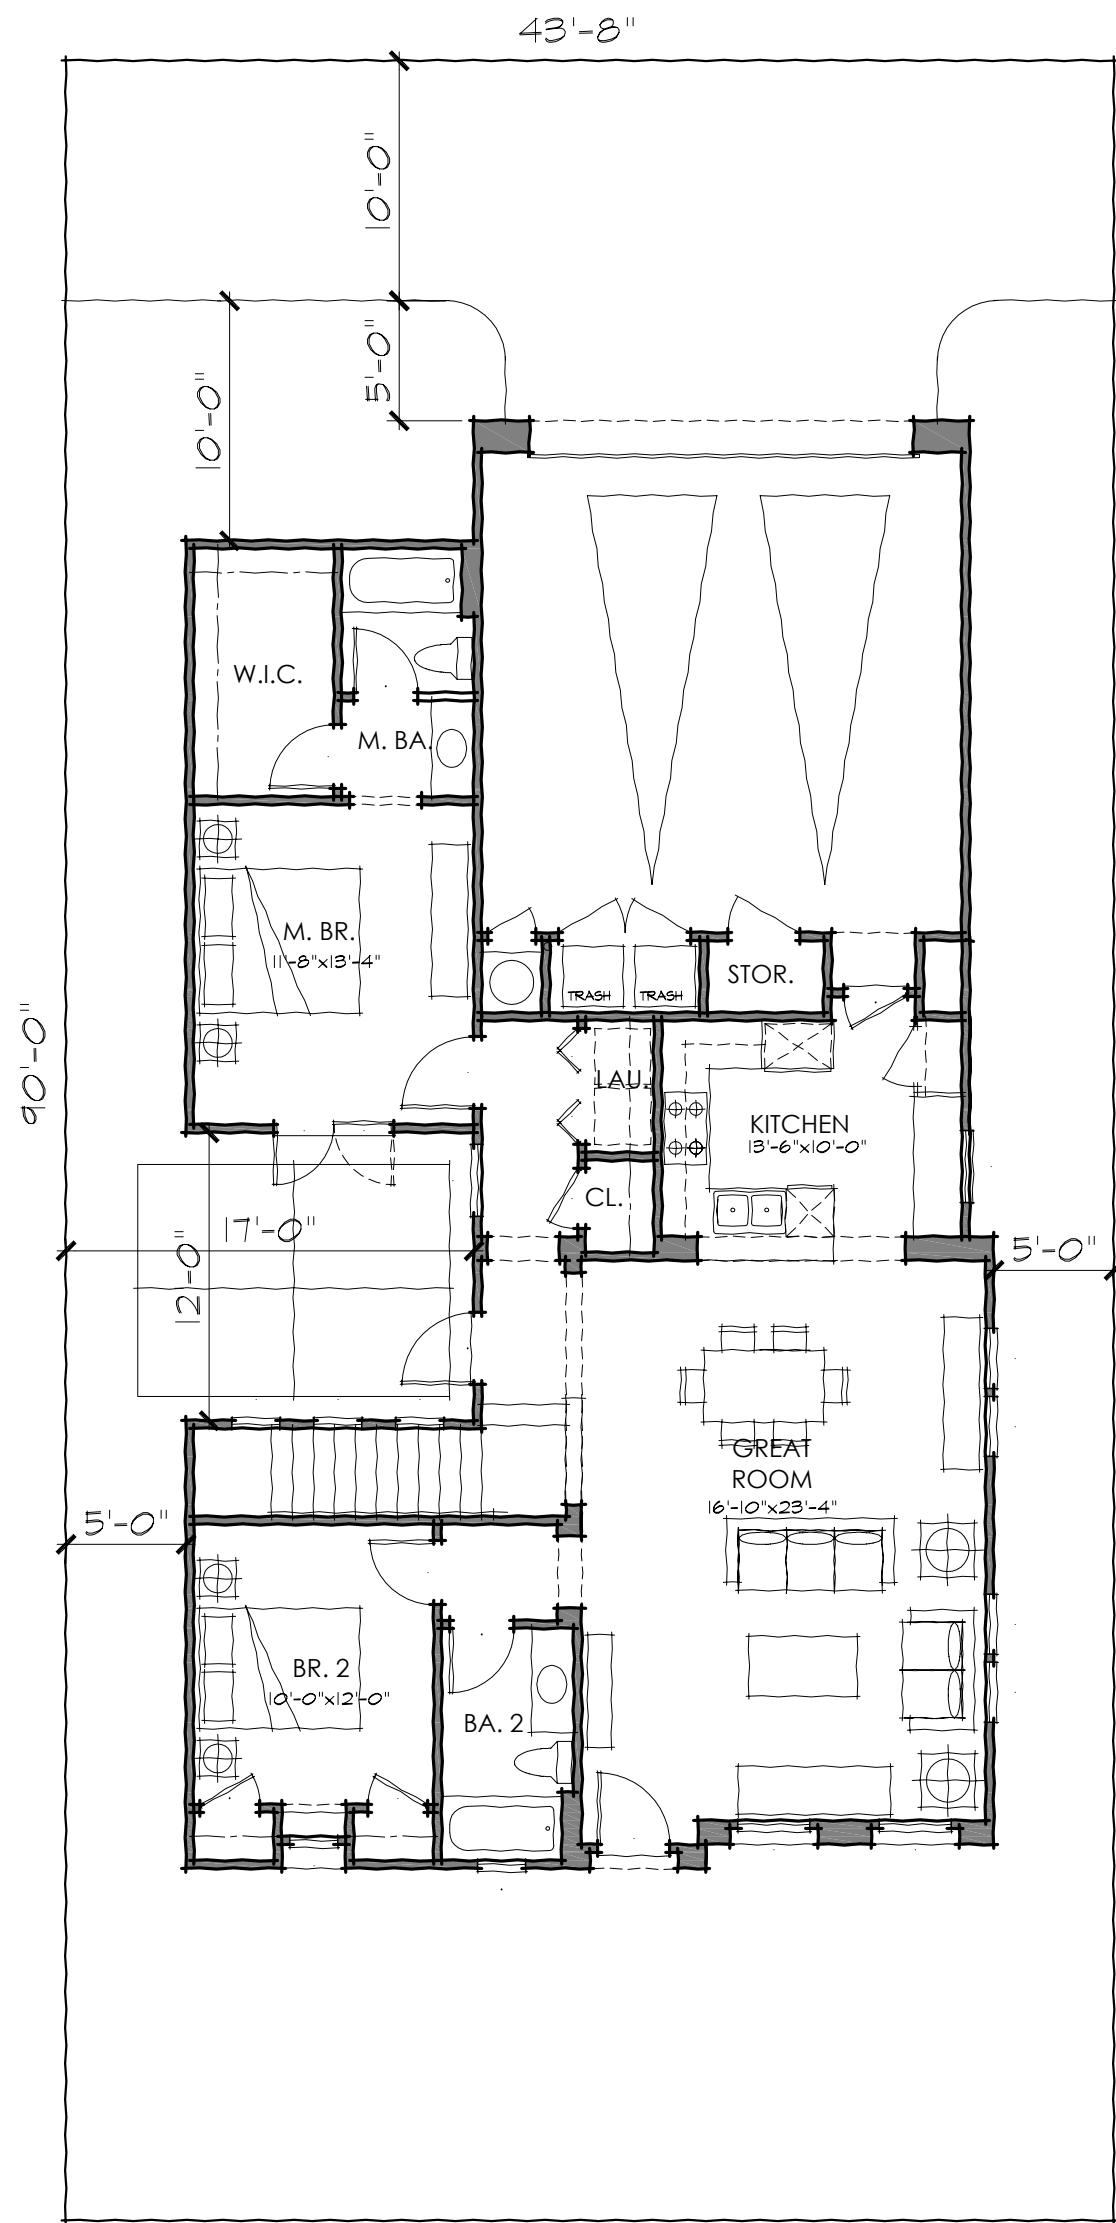 43'-8"
10'-0"
5'-0"
10'-0"
W.I.C.
M. BA.
M. BR.
11'-8"x13'-4"
TRASH
TRASH
STOR.
90'-0"
LAU.
KITCHEN
13'-6"x10'-0"
CL.
17'-0"
12'-0"
5'-0"
GREAT
ROOM
16'-10"x23'-4"
5'-0"
BR. 2
10'-0"x12'-0"
BA. 2